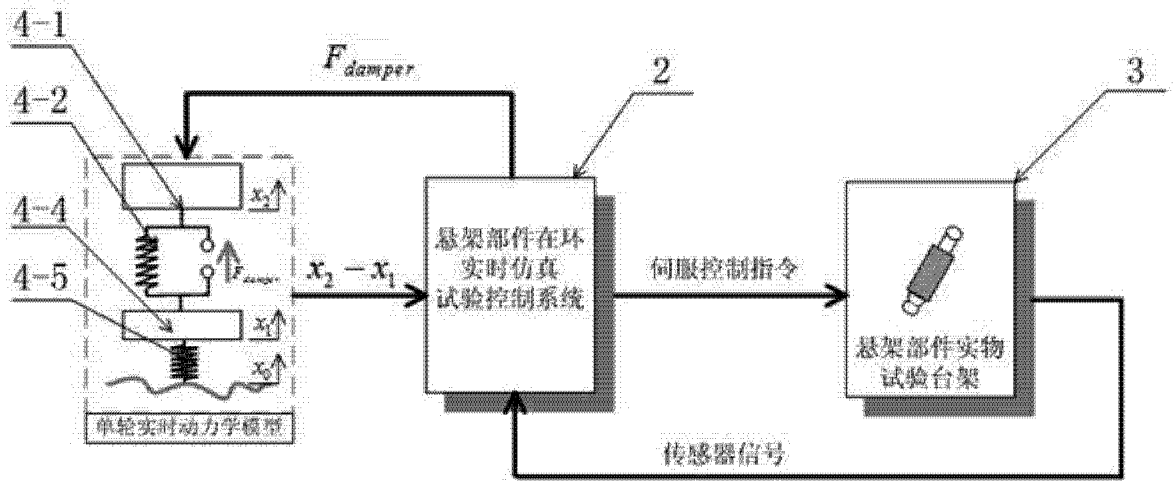 4-1
4-2
4-4
4-5
F damper
2
3
x₂
F damper
x₁
x₀
单轮实时动力学模型
x₂ − x₁
悬架部件在环
实时仿真
试验控制系统
伺服控制指令
悬架部件实物
试验台架
传感器信号